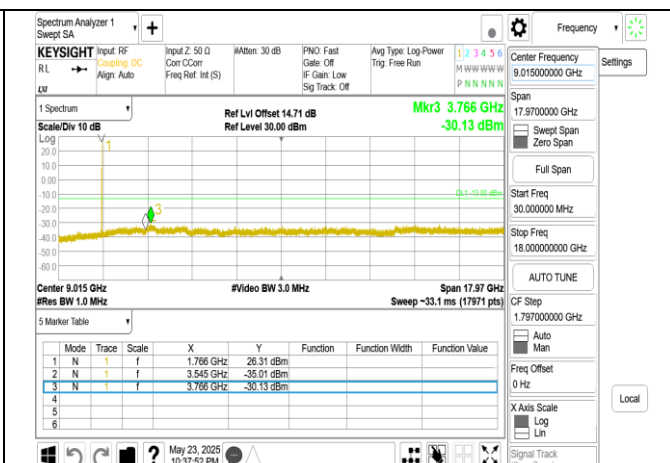 Spectrum Analyzer 1
Swept SA
+
Frequency
Settings
KEYSIGHT
RL
Input: RF
Coupling: DC
Align: Auto
Input Z: 50 Ω
Corr CCorr
Freq Ref: Int (S)
#Atten: 30 dB
PNO: Fast
Gate: Off
IF Gain: Low
Sig Track: Off
Avg Type: Log-Power
Trig: Free Run
1 2 3 4 5 6
M W W W W W
P N N N N N
1 Spectrum
Scale/Div 10 dB
Log
Ref Lvl Offset 14.71 dB
Ref Level 30.00 dBm
Mkr3 3.766 GHz
-30.13 dBm
20.0
10.0
0.00
-10.0
-20.0
-30.0
-40.0
-50.0
-60.0
1
3
DL1 -13.00 dBm
Center 9.015 GHz
#Res BW 1.0 MHz
#Video BW 3.0 MHz
Span 17.97 GHz
Sweep ~33.1 ms (17971 pts)
5 Marker Table
Mode Trace Scale X Y Function Function Width Function Value
1 N 1 f 1.766 GHz 26.31 dBm
2 N 1 f 3.545 GHz -35.01 dBm
3 N 1 f 3.766 GHz -30.13 dBm
4
5
6
?
May 23, 2025
10:37:52 PM
Center Frequency
9.015000000 GHz
Span
17.9700000 GHz
Swept Span
Zero Span
Full Span
Start Freq
30.000000 MHz
Stop Freq
18.000000000 GHz
AUTO TUNE
CF Step
1.797000000 GHz
Auto
Man
Freq Offset
0 Hz
X Axis Scale
Log
Lin
Signal Track
Local